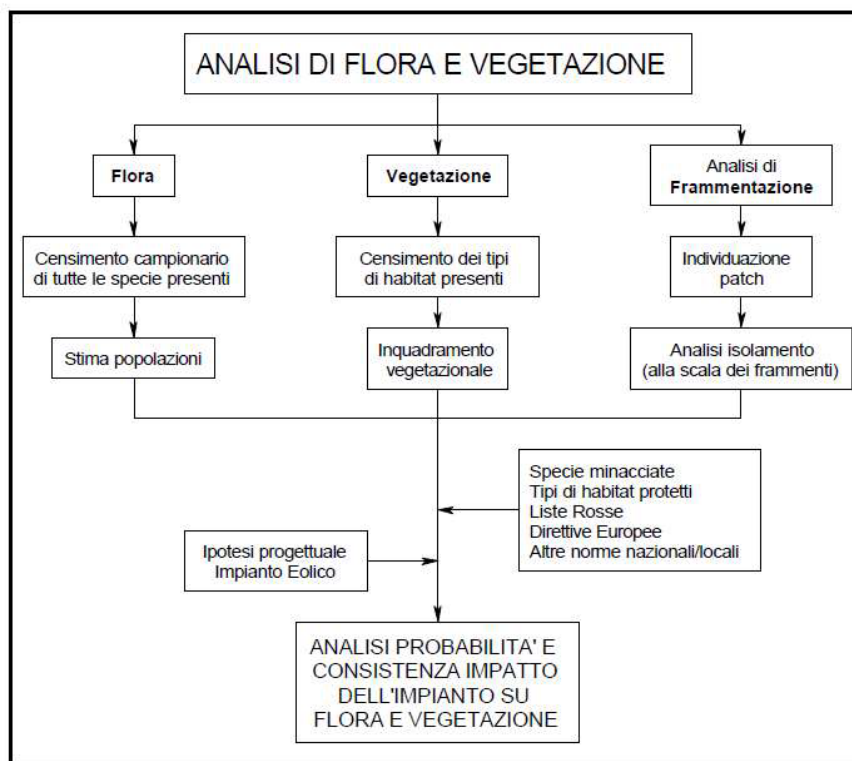 ANALISI DI FLORA E VEGETAZIONE
Flora
Vegetazione
Analisi di
Frammentazione
Censimento campionario
di tutte le specie presenti
Censimento dei tipi
di habitat presenti
Individuazione
patch
Stima popolazioni
Inquadramento
vegetazionale
Analisi isolamento
(alla scala dei frammenti)
Specie minacciate
Tipi di habitat protetti
Liste Rosse
Direttive Europee
Altre norme nazionali/locali
Ipotesi progettuale
Impianto Eolico
ANALISI PROBABILITA' E
CONSISTENZA IMPATTO
DELL'IMPIANTO SU
FLORA E VEGETAZIONE